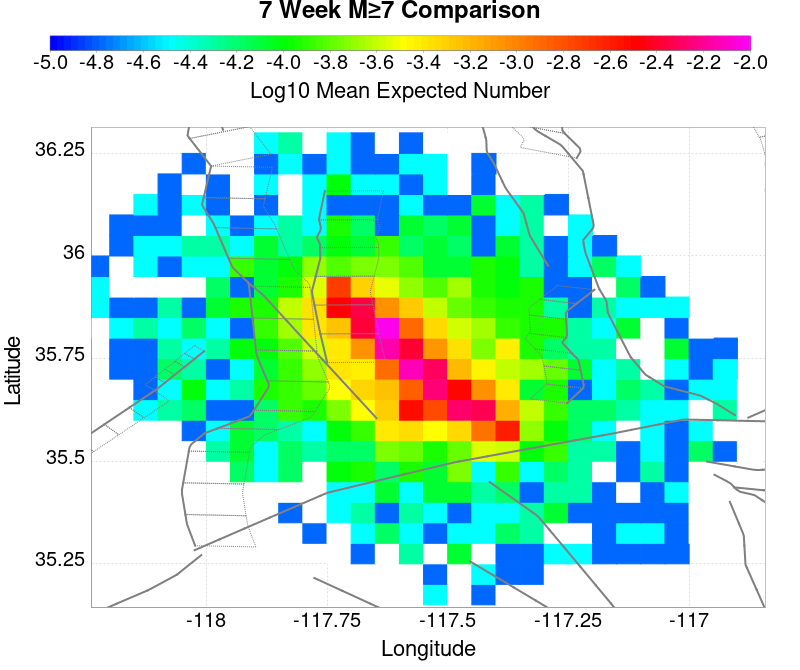 7 Week M≥7 Comparison
-5.0 -4.8 -4.6 -4.4 -4.2 -4.0 -3.8 -3.6 -3.4 -3.2 -3.0 -2.8 -2.6 -2.4 -2.2 -2.0
Log10 Mean Expected Number
36.25
36
35.75
35.5
35.25
Latitude
-118 -117.75 -117.5 -117.25 -117
Longitude